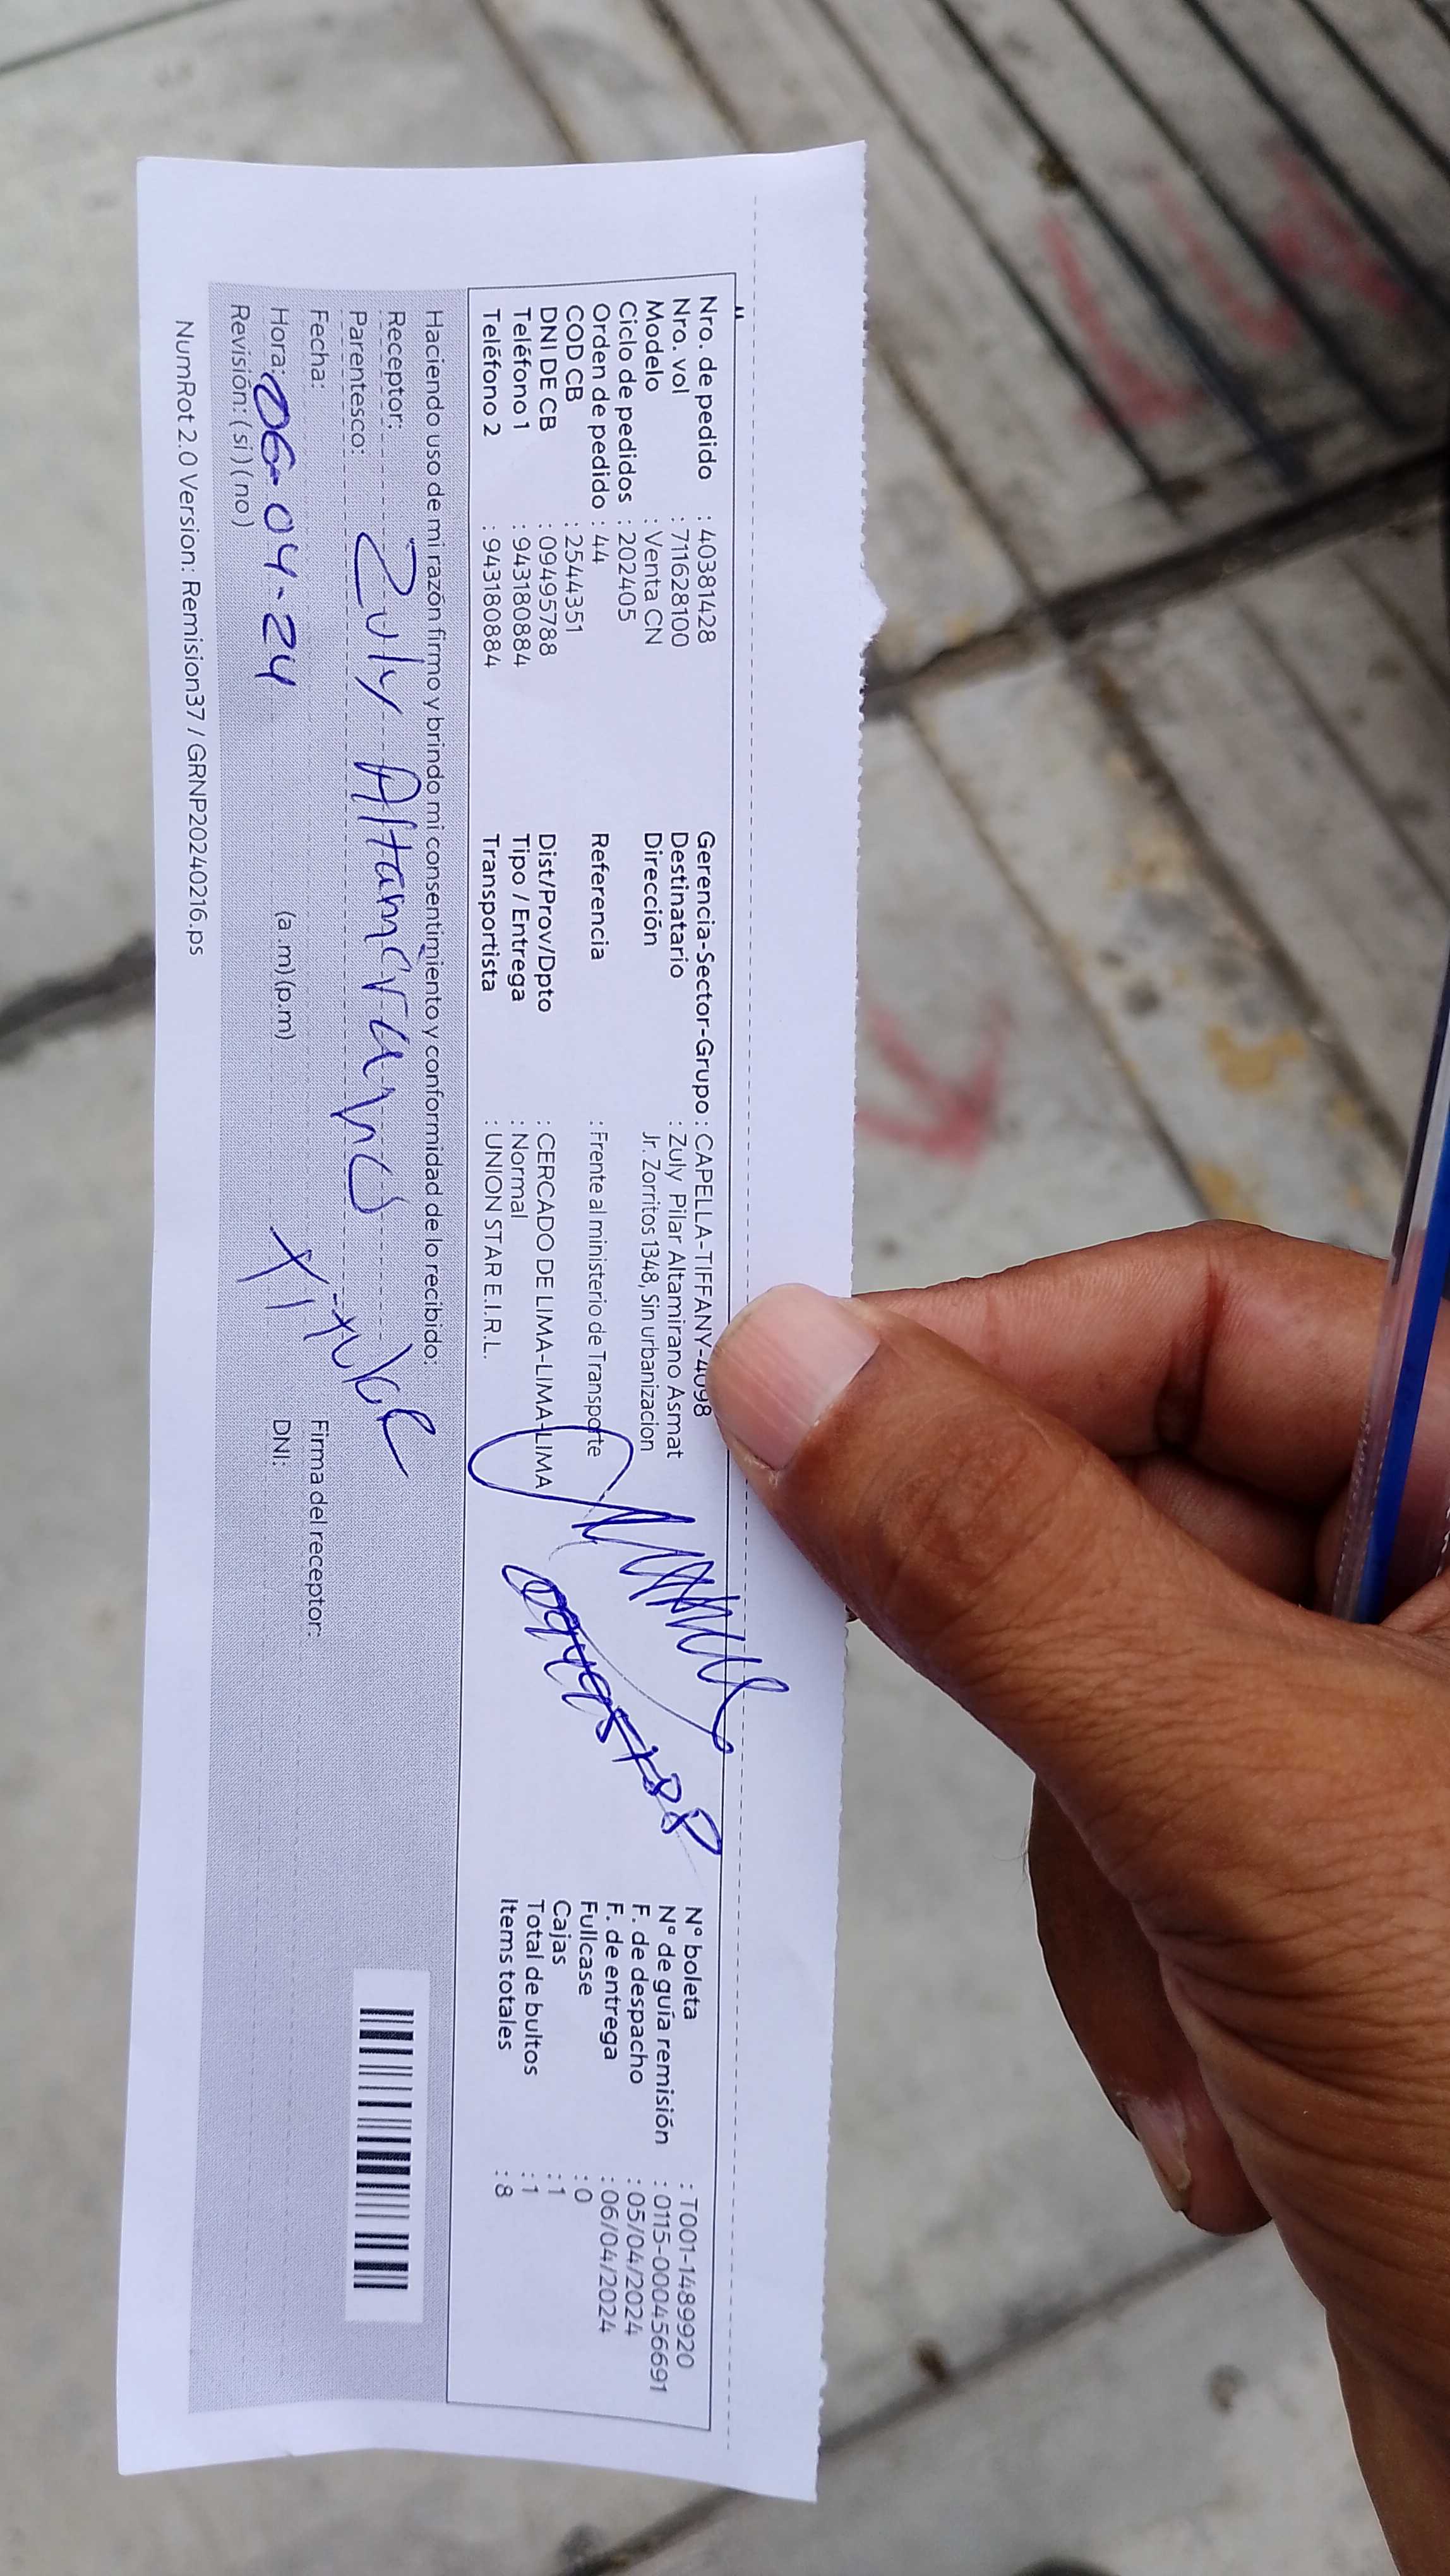 Nro. de pedido : 40381428
Nro. vol : 711628100
Modelo : Venta CN
Ciclo de pedidos : 202405
Orden de pedido : 44
COD CB : 2544351
DNI DE CB : 09495788
Teléfono 1 : 943180884
Teléfono 2 : 943180884
Gerencia-Sector-Grupo : CAPELLA-TIFFANY-4098
Destinatario : Zuly Pilar Altamirano Asmat
Dirección Jr. Zorritos 1348, Sin urbanizacion
Referencia : Frente al ministerio de Transporte
Dist/Prov/Dpto : CERCADO DE LIMA-LIMA-LIMA
Tipo / Entrega : Normal
Transportista : UNION STAR E.I.R.L.
09495788
N° boleta : T001-1489920
N° de guía remisión : 0115-000456691
F. de despacho : 05/04/2024
F. de entrega : 06/04/2024
Fullcase : 0
Cajas : 1
Total de bultos : 1
Items totales : 8
Haciendo uso de mi razón firmo y brindo mi consentimiento y conformidad de lo recibido:
Receptor:
Parentesco: Zuly Altamirano Titular
Fecha:
Hora: 06-04-24 (a .m) (p.m)
Revisión: ( si ) ( no )
Firma del receptor:
DNI:
NumRot 2.0 Version: Remision37 / GRNP20240216.ps